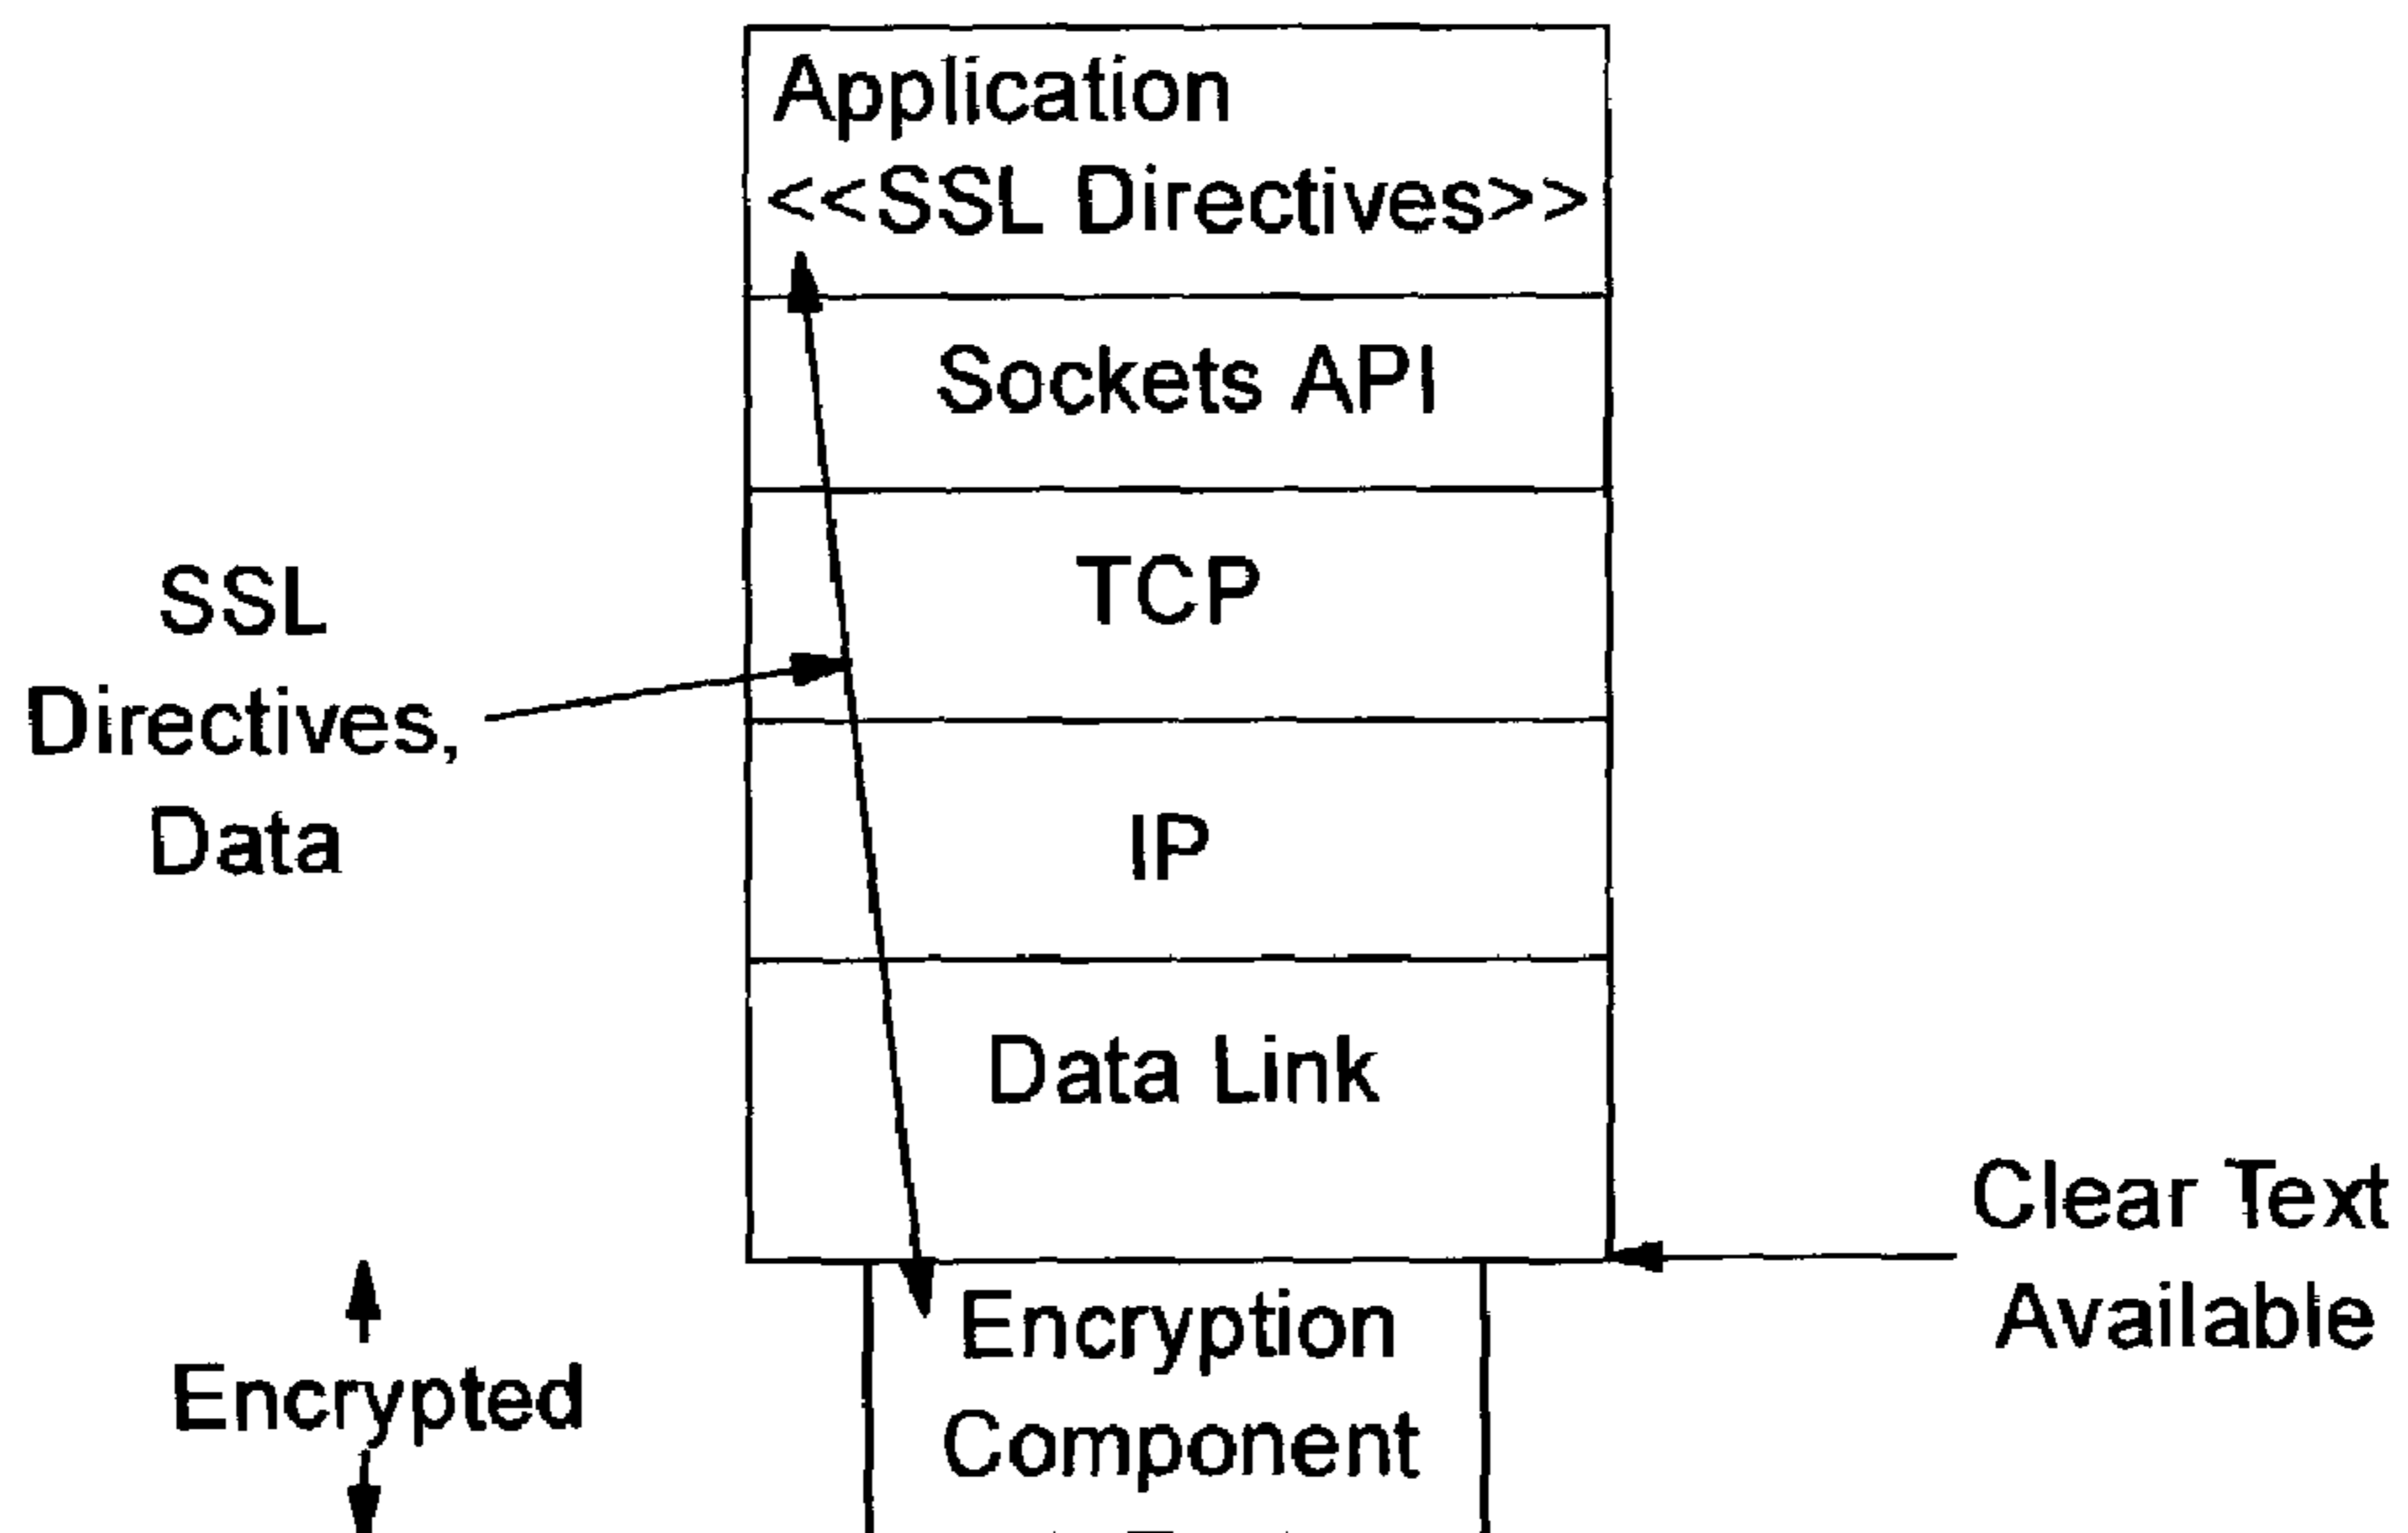 Application
<<SSL Directives>>
Sockets API
TCP
SSL
Directives,
Data
IP
Data Link
Clear Text
Available
Encrypted
Encryption
Component